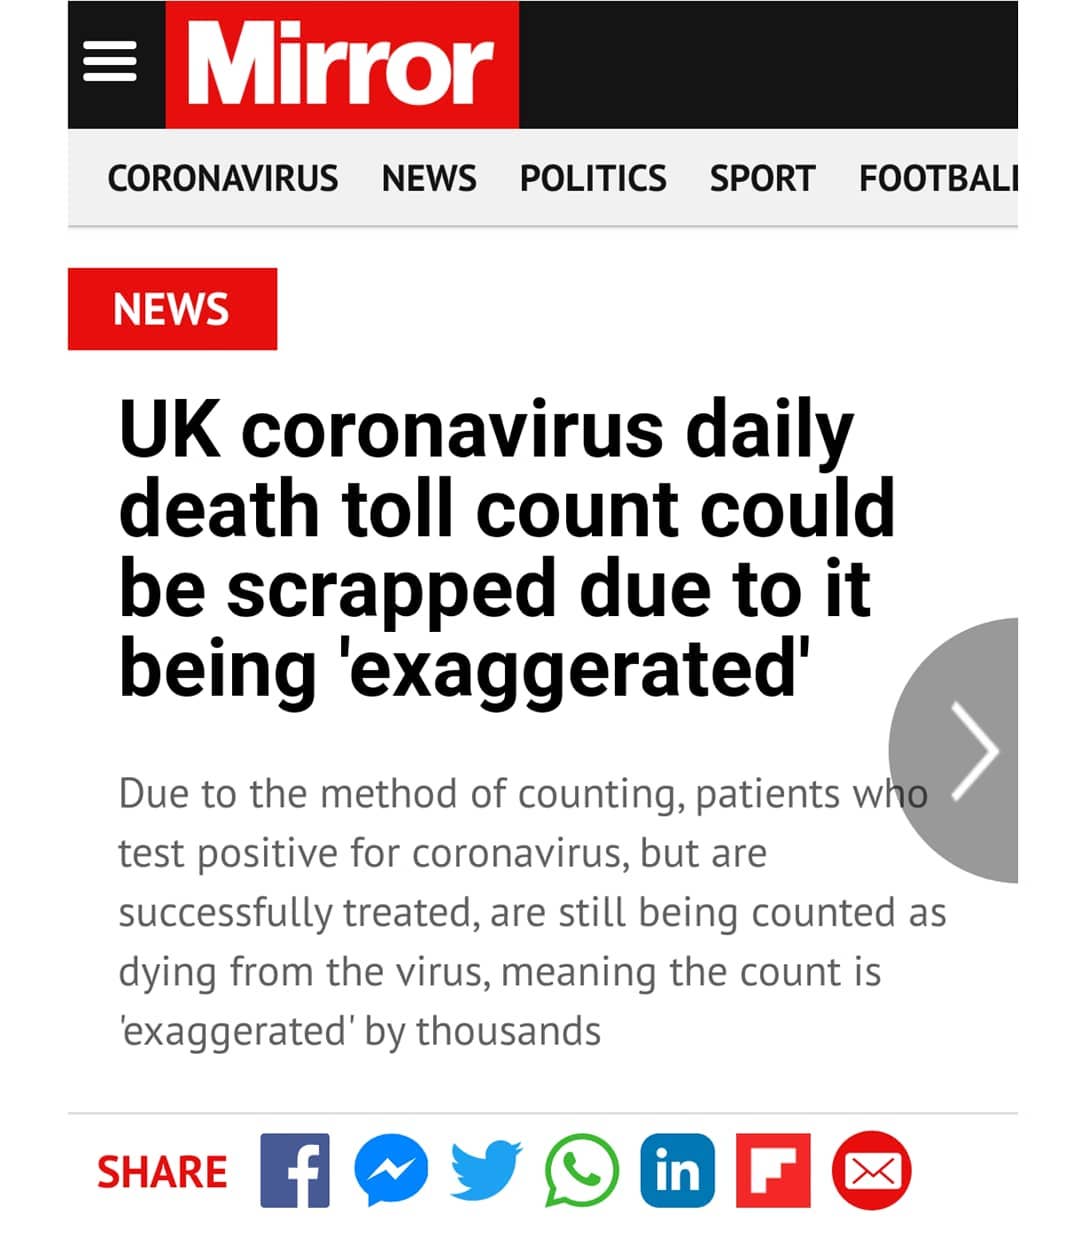 Mirror
CORONAVIRUS NEWS POLITICS SPORT FOOTBALL
NEWS
UK coronavirus daily
death toll count could
be scrapped due to it
being 'exaggerated'
Due to the method of counting, patients who
test positive for coronavirus, but are
successfully treated, are still being counted as
dying from the virus, meaning the count is
'exaggerated' by thousands
SHARE